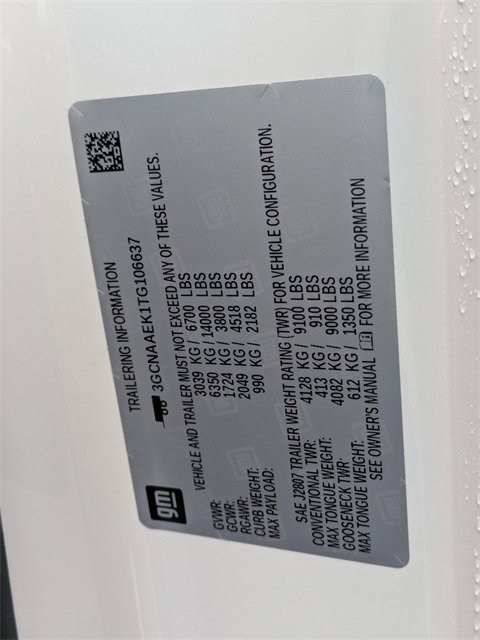 gm
TRAILERING INFORMATION
3GCNAAEK1TG106637
VEHICLE AND TRAILER MUST NOT EXCEED ANY OF THESE VALUES.
GVWR: 3039 KG / 6700 LBS
GCWR: 6350 KG / 14000 LBS
RGAWR: 1724 KG / 3800 LBS
CURB WEIGHT: 2049 KG / 4518 LBS
MAX PAYLOAD: 990 KG / 2182 LBS
SAE J2807 TRAILER WEIGHT RATING (TWR) FOR VEHICLE CONFIGURATION.
CONVENTIONAL TWR: 4128 KG / 9100 LBS
MAX TONGUE WEIGHT: 413 KG / 910 LBS
GOOSENECK TWR: 4082 KG / 9000 LBS
MAX TONGUE WEIGHT: 612 KG / 1350 LBS
SEE OWNER'S MANUAL FOR MORE INFORMATION